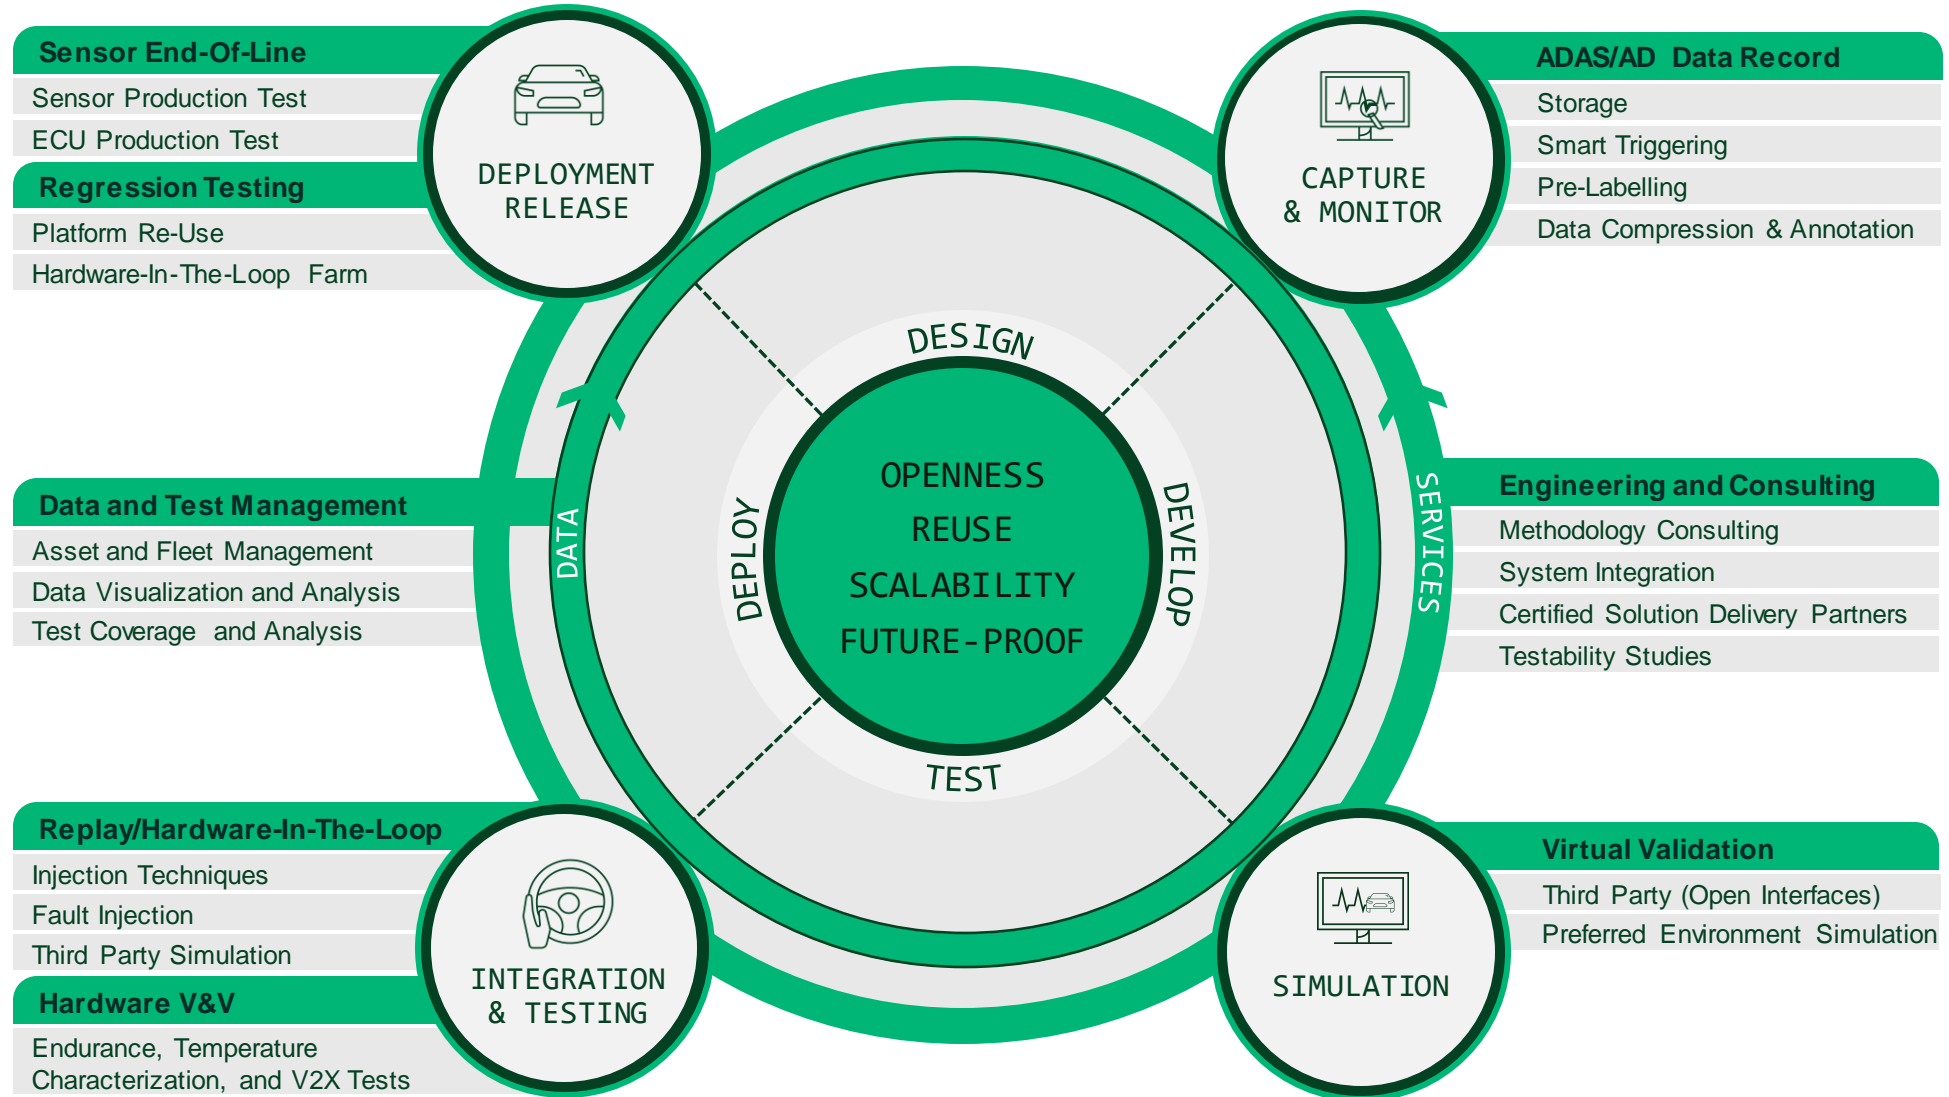 Sensor End-Of-Line
Sensor Production Test
ECU Production Test
Regression Testing
Platform Re-Use
Hardware-In-The-Loop Farm
DEPLOYMENT
RELEASE
CAPTURE
& MONITOR
ADAS/AD Data Record
Storage
Smart Triggering
Pre-Labelling
Data Compression & Annotation
DESIGN
DEVELOP
TEST
DEPLOY
OPENNESS
REUSE
SCALABILITY
FUTURE-PROOF
DATA
SERVICES
Data and Test Management
Asset and Fleet Management
Data Visualization and Analysis
Test Coverage and Analysis
Engineering and Consulting
Methodology Consulting
System Integration
Certified Solution Delivery Partners
Testability Studies
Replay/Hardware-In-The-Loop
Injection Techniques
Fault Injection
Third Party Simulation
Hardware V&V
Endurance, Temperature
Characterization, and V2X Tests
INTEGRATION
& TESTING
SIMULATION
Virtual Validation
Third Party (Open Interfaces)
Preferred Environment Simulation